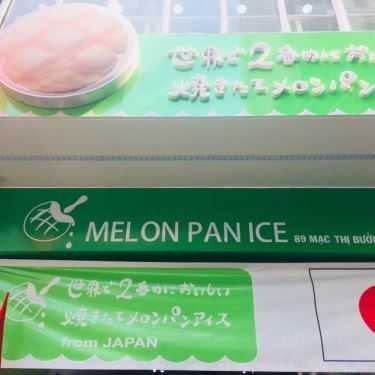 世界で2番めにおい
焼きたてメロンパン
MELON PAN ICE 89 MẠC THỊ BƯỞI
世界で2番めにおいしい
焼きたてメロンパンアイス
from JAPAN